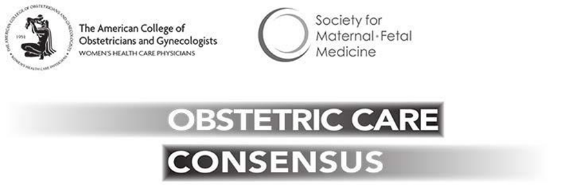 The American College of
Obstetricians and Gynecologists
WOMEN'S HEALTH CARE PHYSICIANS
Society for
Maternal·Fetal
Medicine
OBSTETRIC CARE
CONSENSUS